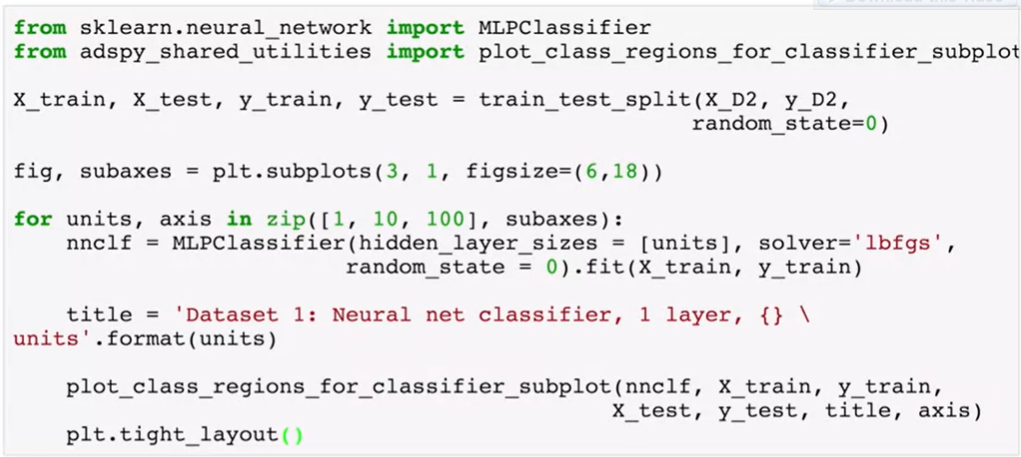 from sklearn.neural_network import MLPClassifier
from adspy_shared_utilities import plot_class_regions_for_classifier_subplot
X_train, X_test, y_train, y_test = train_test_split(X_D2, y_D2,
                                                   random_state=0)
fig, subaxes = plt.subplots(3, 1, figsize=(6,18))
for units, axis in zip([1, 10, 100], subaxes):
    nnclf = MLPClassifier(hidden_layer_sizes = [units], solver='lbfgs',
                         random_state = 0).fit(X_train, y_train)
    title = 'Dataset 1: Neural net classifier, 1 layer, {} \
units'.format(units)
    plot_class_regions_for_classifier_subplot(nnclf, X_train, y_train,
                                             X_test, y_test, title, axis)
    plt.tight_layout()